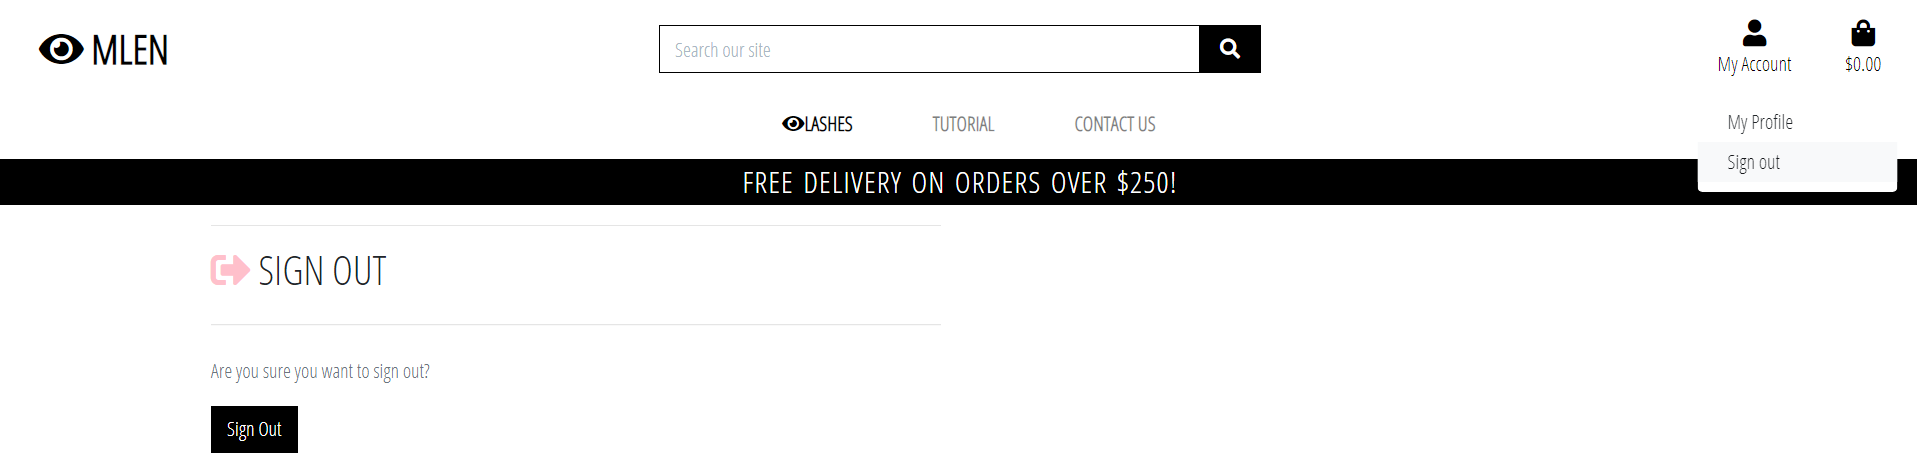 MLEN
Search our site
My Account
$0.00
LASHES
TUTORIAL
CONTACT US
My Profile
Sign out
FREE DELIVERY ON ORDERS OVER $250!
SIGN OUT
Are you sure you want to sign out?
Sign Out